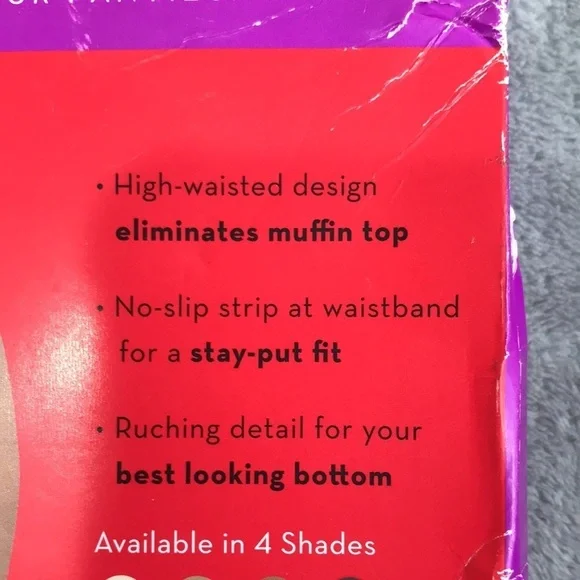 • High-waisted design
eliminates muffin top
• No-slip strip at waistband
for a stay-put fit
• Ruching detail for your
best looking bottom
Available in 4 Shades